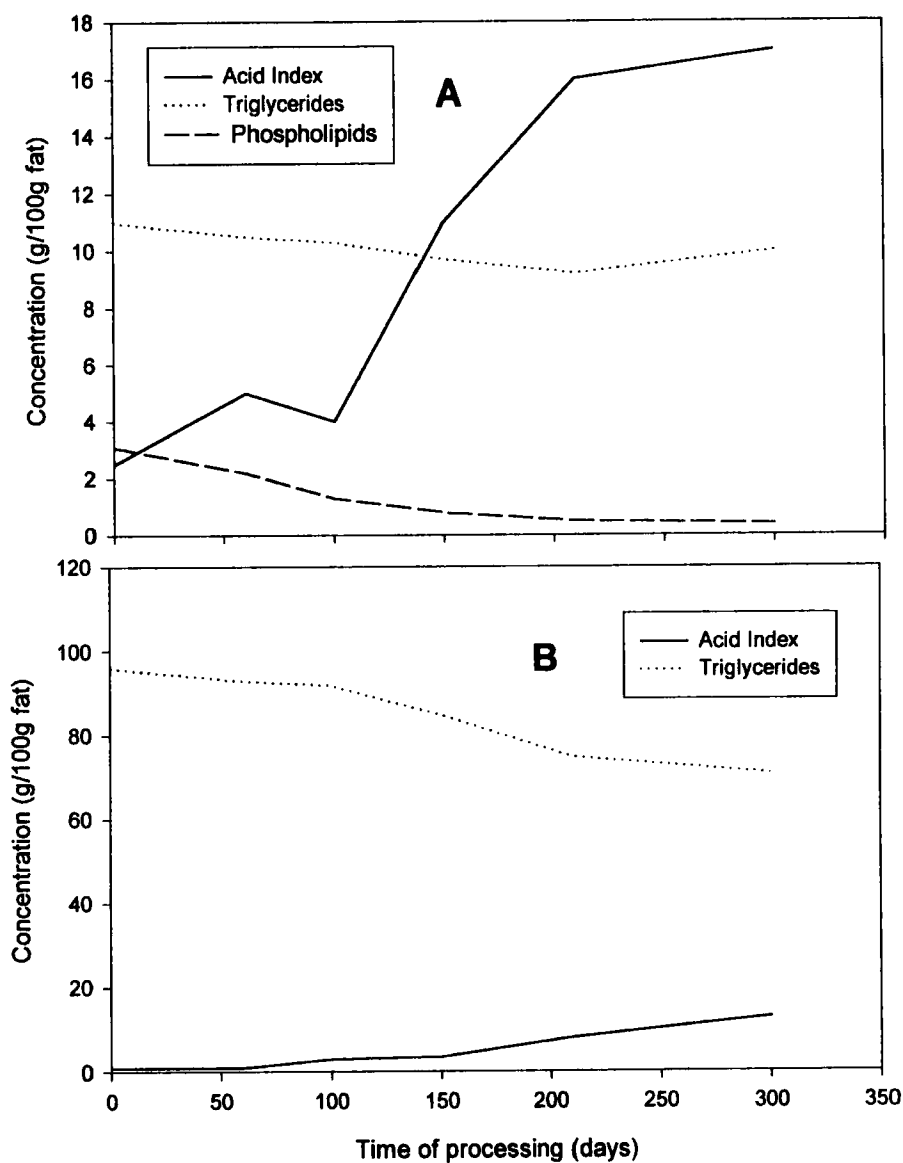 18
16
14
12
10
8
6
4
2
0
Concentration (g/100g fat)
Acid Index
Triglycerides
Phospholipids
A
120
100
80
60
40
20
0
Concentration (g/100g fat)
B
Acid Index
Triglycerides
0 50 100 150 200 250 300 350
Time of processing (days)